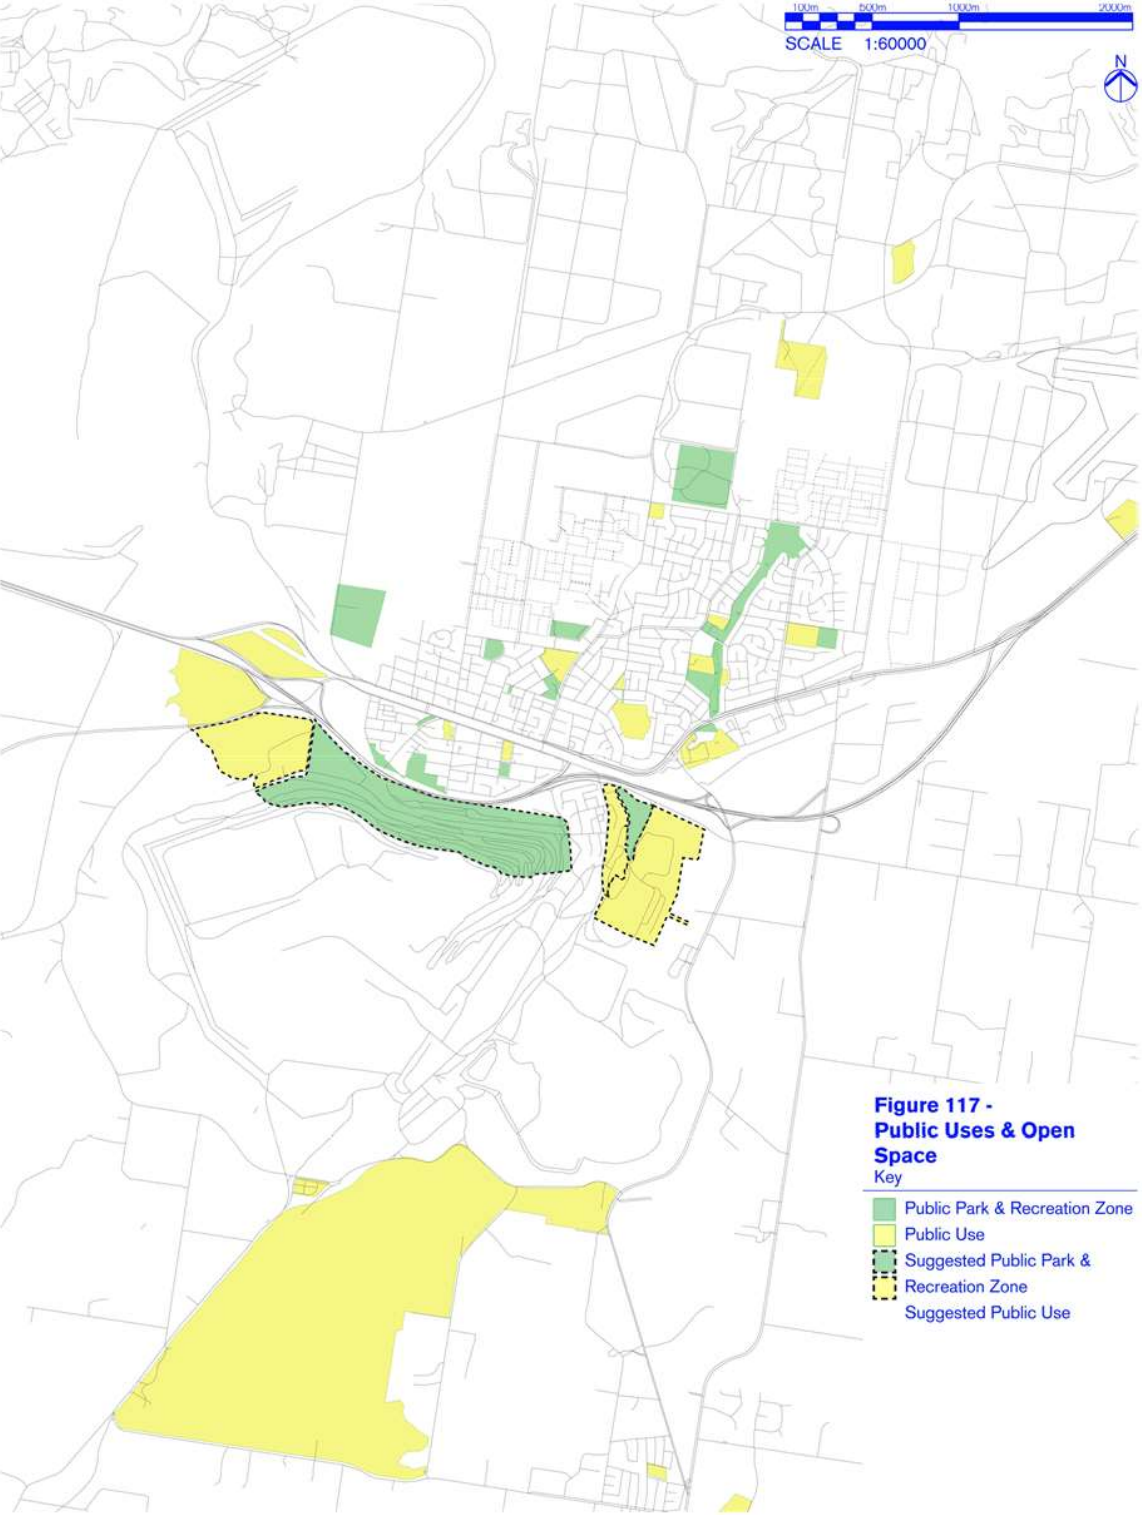 100m 500m 1000m 2000m
SCALE 1:60000
N
Figure 117 -
Public Uses & Open
Space
Key
Public Park & Recreation Zone
Public Use
Suggested Public Park &
Recreation Zone
Suggested Public Use